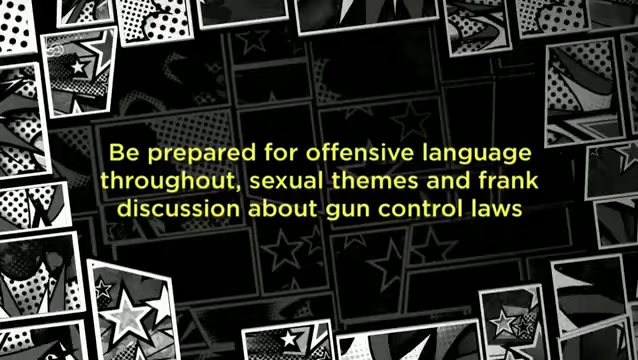 Be prepared for offensive language
throughout, sexual themes and frank
discussion about gun control laws